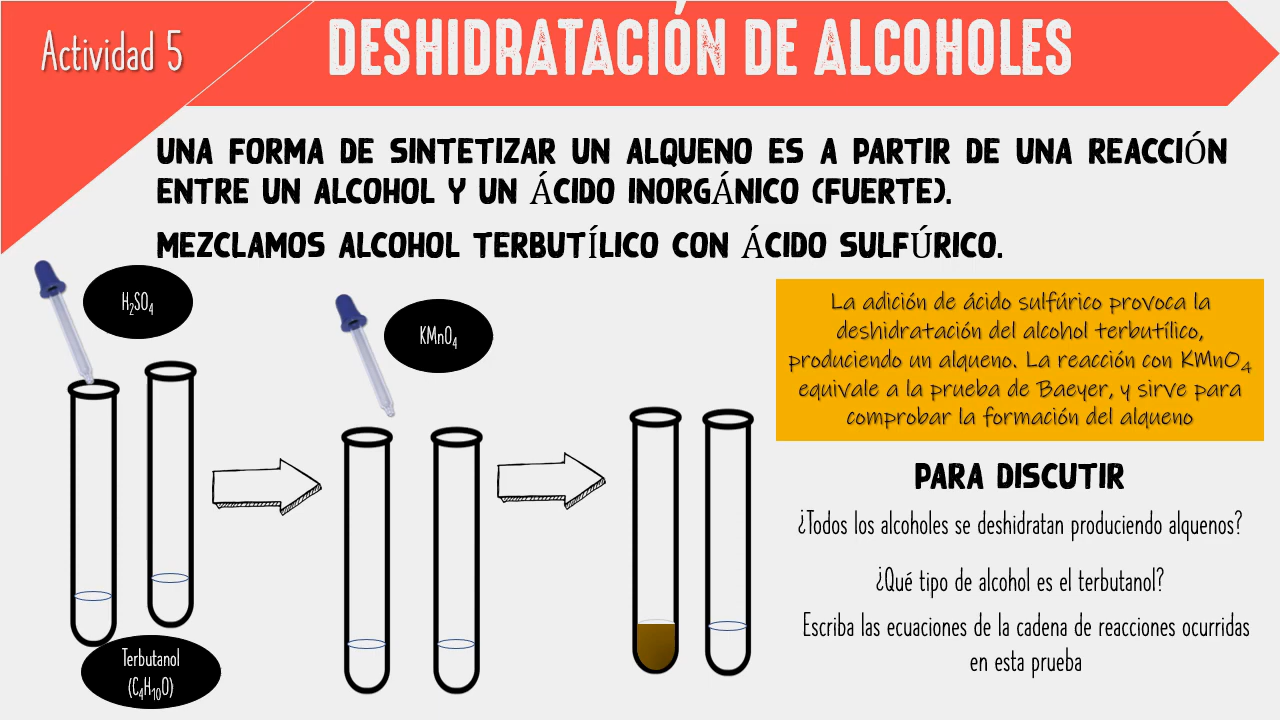 Actividad 5
DESHIDRATACIÓN DE ALCOHOLES
UNA FORMA DE SINTETIZAR UN ALQUENO ES A PARTIR DE UNA REACCIÓN
ENTRE UN ALCOHOL Y UN ÁCIDO INORGÁNICO (FUERTE).
MEZCLAMOS ALCOHOL TERBUTÍLICO CON ÁCIDO SULFÚRICO.
H₂SO₄
KMnO₄
La adición de ácido sulfúrico provoca la
deshidratación del alcohol terbutílico,
produciendo un alqueno. La reacción con KMnO₄
equivale a la prueba de Baeyer, y sirve para
comprobar la formación del alqueno
PARA DISCUTIR
¿Todos los alcoholes se deshidratan produciendo alquenos?
¿Qué tipo de alcohol es el terbutanol?
Escriba las ecuaciones de la cadena de reacciones ocurridas
en esta prueba
Terbutanol
(C₄H₁₀O)